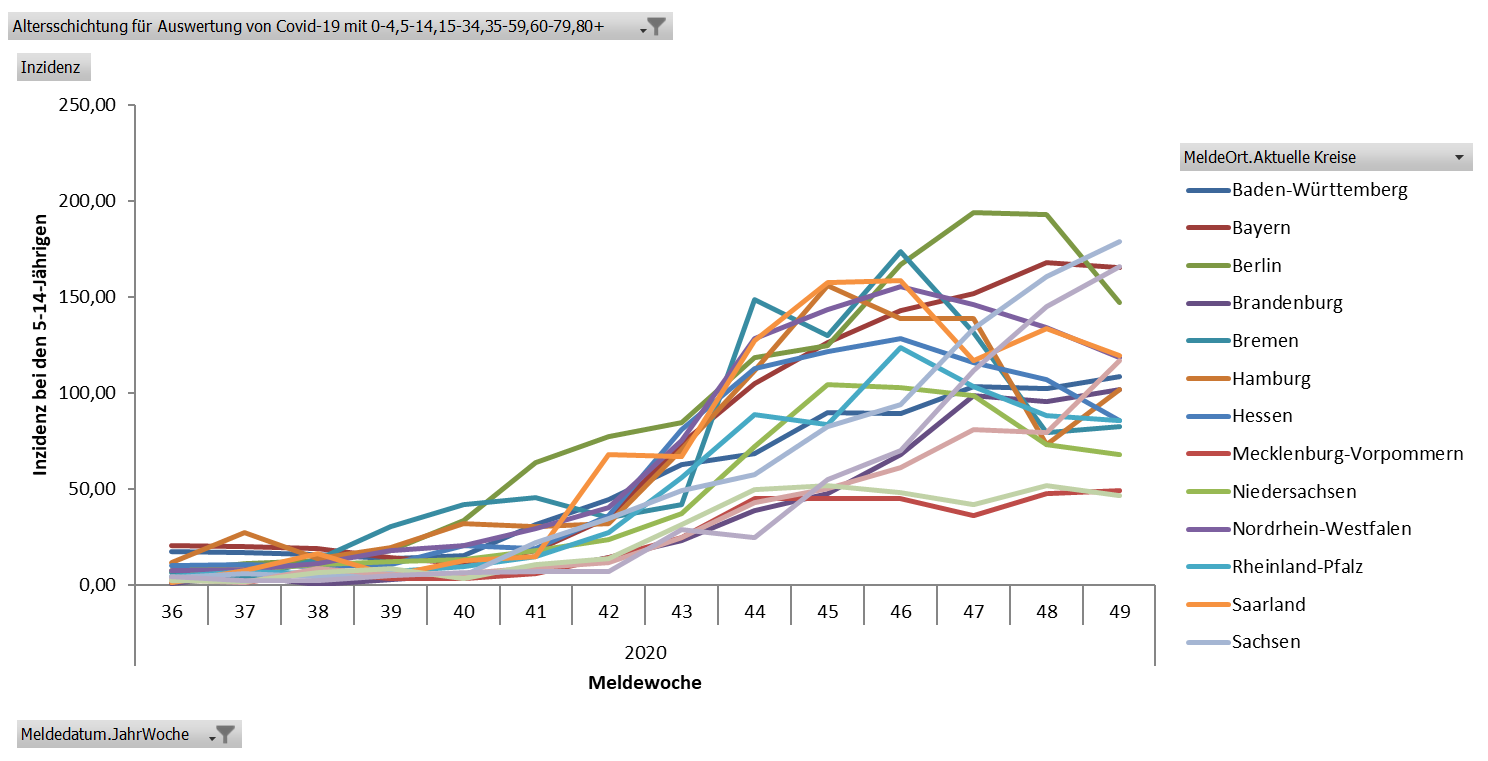 Altersschichtung für Auswertung von Covid-19 mit 0-4,5-14,15-34,35-59,60-79,80+
Inzidenz
Inzidenz bei den 5-14-Jährigen
250,00
200,00
150,00
100,00
50,00
0,00
36 37 38 39 40 41 42 43 44 45 46 47 48 49
2020
Meldewoche
MeldeOrt.Aktuelle Kreise
Baden-Württemberg
Bayern
Berlin
Brandenburg
Bremen
Hamburg
Hessen
Mecklenburg-Vorpommern
Niedersachsen
Nordrhein-Westfalen
Rheinland-Pfalz
Saarland
Sachsen
Meldedatum.JahrWoche